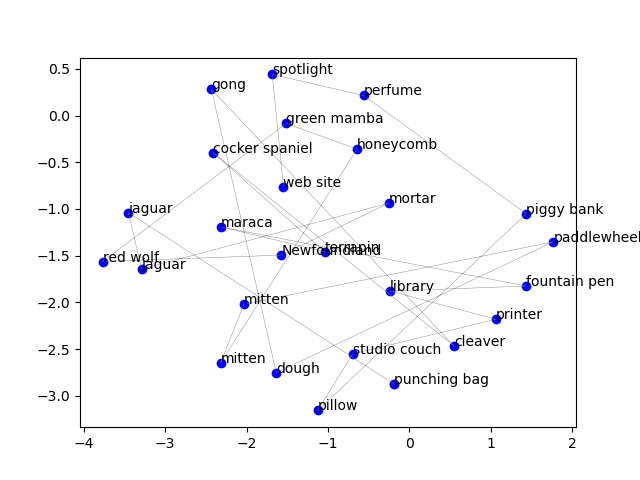 0.5
spotlight
gong
perfume
0.0
green mamba
honeycomb
cocker spaniel
−0.5
web site
mortar
−1.0
jaguar
piggy bank
maraca
paddlewheel
terrapin
Newfoundland
−1.5
red wolf
jaguar
fountain pen
library
−2.0
mitten
printer
cleaver
−2.5
studio couch
mitten
dough
punching bag
−3.0
pillow
−4 −3 −2 −1 0 1 2